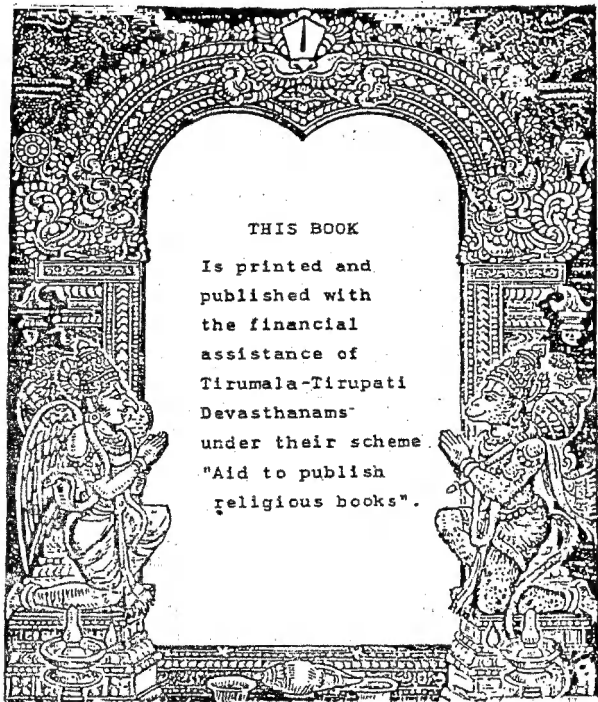 THIS BOOK
Is printed and
published with
the financial
assistance of
Tirumala-Tirupati
Devasthanams
under their scheme
"Aid to publish
religious books".